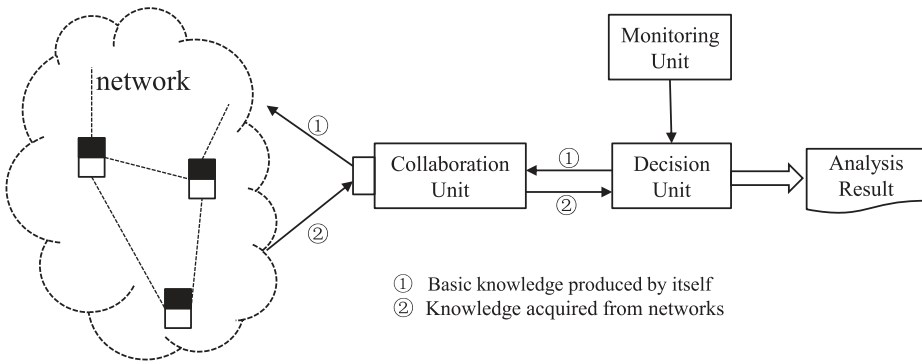 network
Monitoring
Unit
①
②
Collaboration
Unit
①
②
Decision
Unit
Analysis
Result
① Basic knowledge produced by itself
② Knowledge acquired from networks